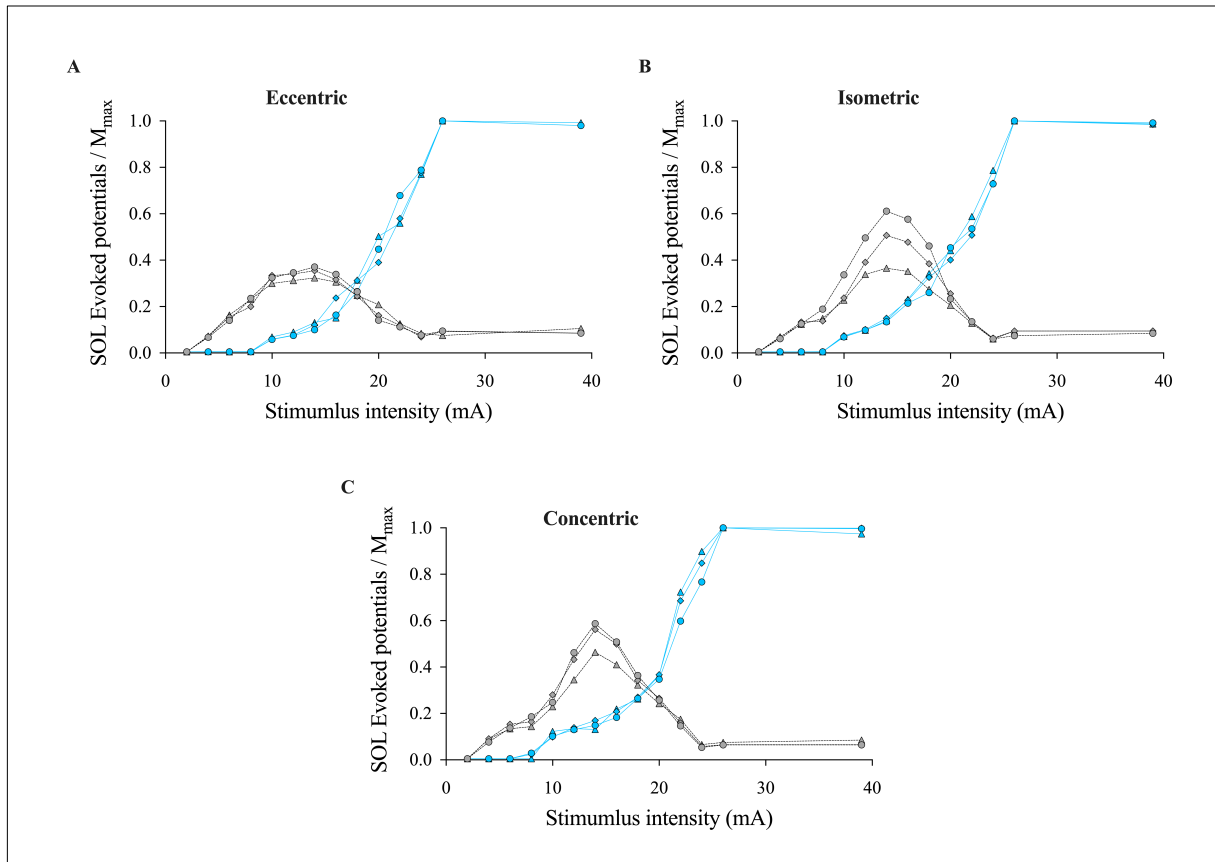 A
Eccentric
SOL Evoked potentials / Mmax
1.0
0.8
0.6
0.4
0.2
0.0
0
10
20
30
40
Stimumlus intensity (mA)
B
Isometric
SOL Evoked potentials / Mmax
1.0
0.8
0.6
0.4
0.2
0.0
0
10
20
30
40
Stimumlus intensity (mA)
C
Concentric
SOL Evoked potentials / Mmax
1.0
0.8
0.6
0.4
0.2
0.0
0
10
20
30
40
Stimumlus intensity (mA)